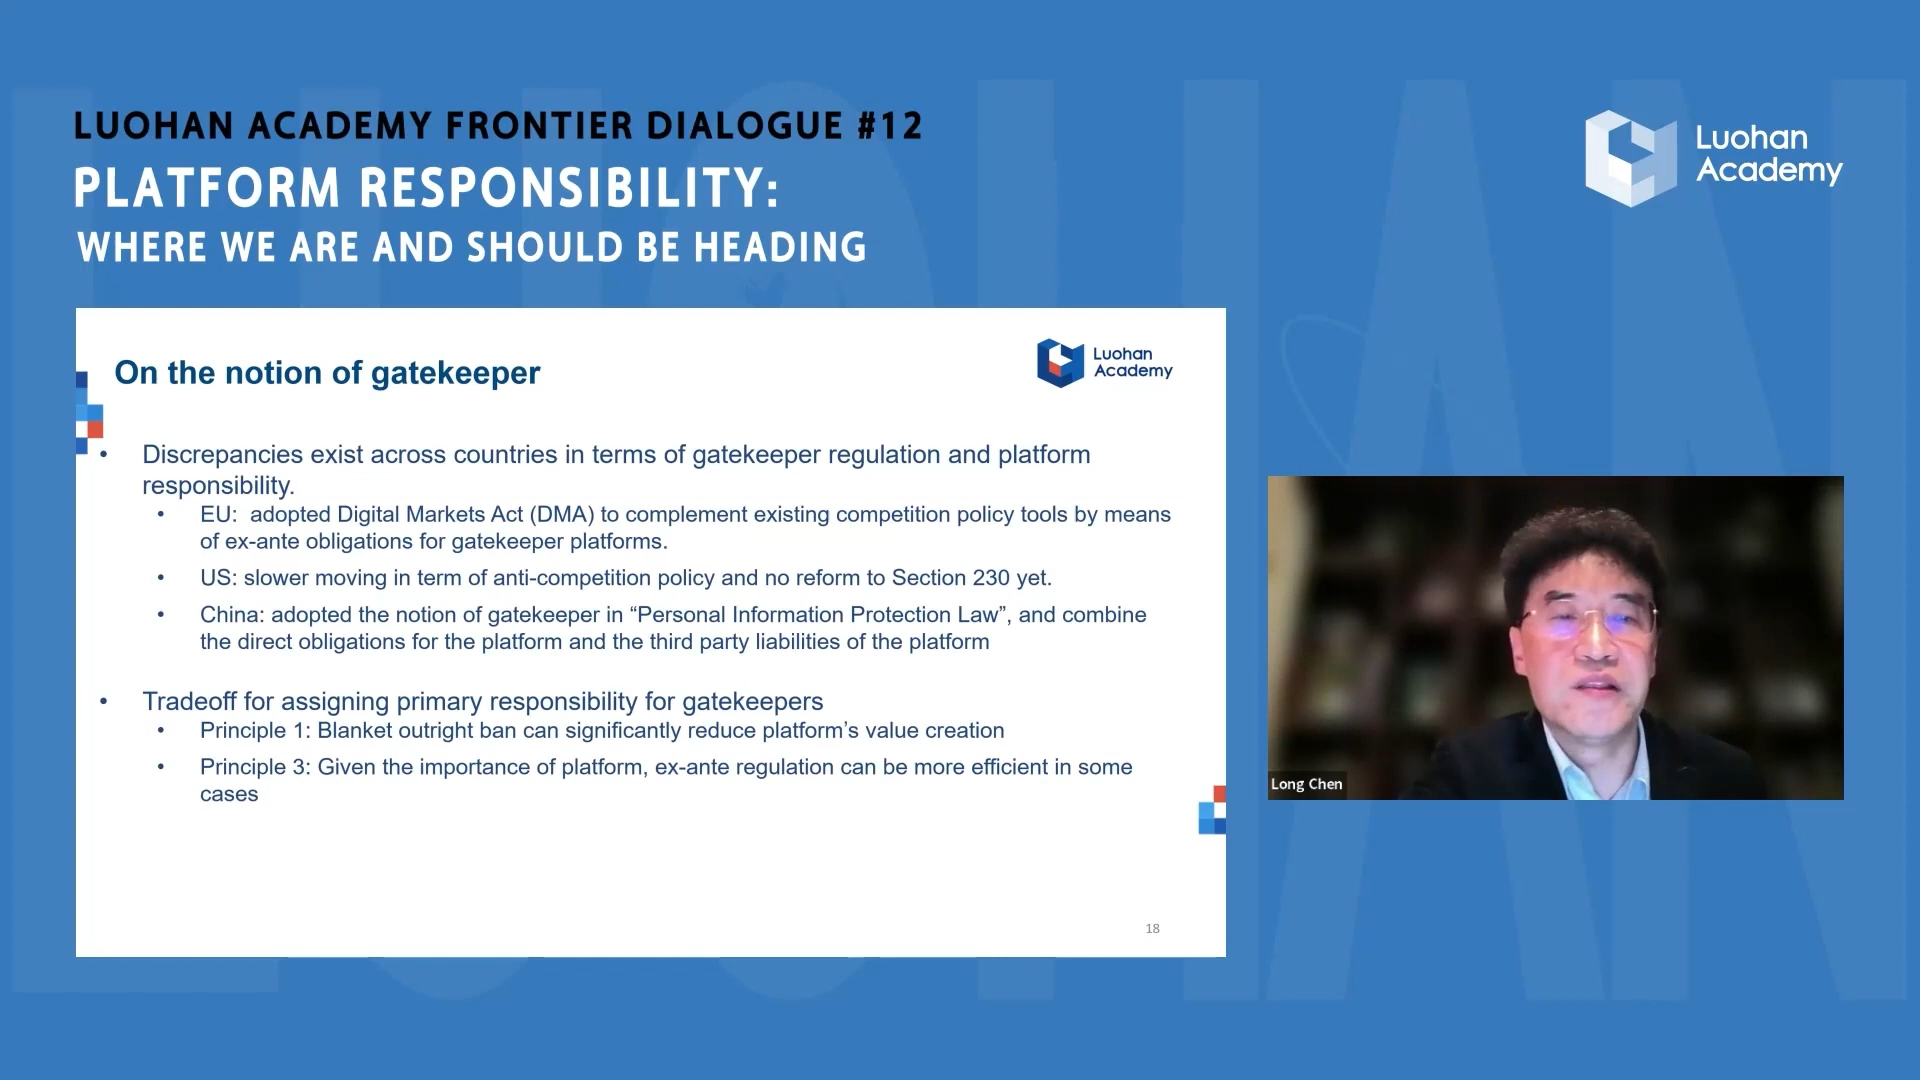 LUOHAN ACADEMY FRONTIER DIALOGUE #12
PLATFORM RESPONSIBILITY:
WHERE WE ARE AND SHOULD BE HEADING
Luohan
Academy
On the notion of gatekeeper
Luohan
Academy
• Discrepancies exist across countries in terms of gatekeeper regulation and platform
responsibility.
• EU:  adopted Digital Markets Act (DMA) to complement existing competition policy tools by means
of ex-ante obligations for gatekeeper platforms.
• US: slower moving in term of anti-competition policy and no reform to Section 230 yet.
• China: adopted the notion of gatekeeper in “Personal Information Protection Law”, and combine
the direct obligations for the platform and the third party liabilities of the platform
• Tradeoff for assigning primary responsibility for gatekeepers
• Principle 1: Blanket outright ban can significantly reduce platform’s value creation
• Principle 3: Given the importance of platform, ex-ante regulation can be more efficient in some
cases
18
Long Chen